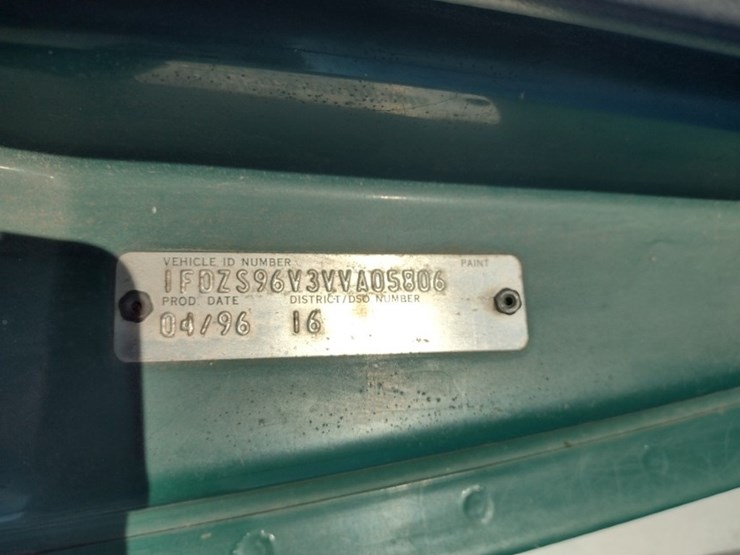 VEHICLE ID NUMBER PAINT
1FDZS96V3VVA05806
PROD. DATE DISTRICT/DSO NUMBER
04/96 16